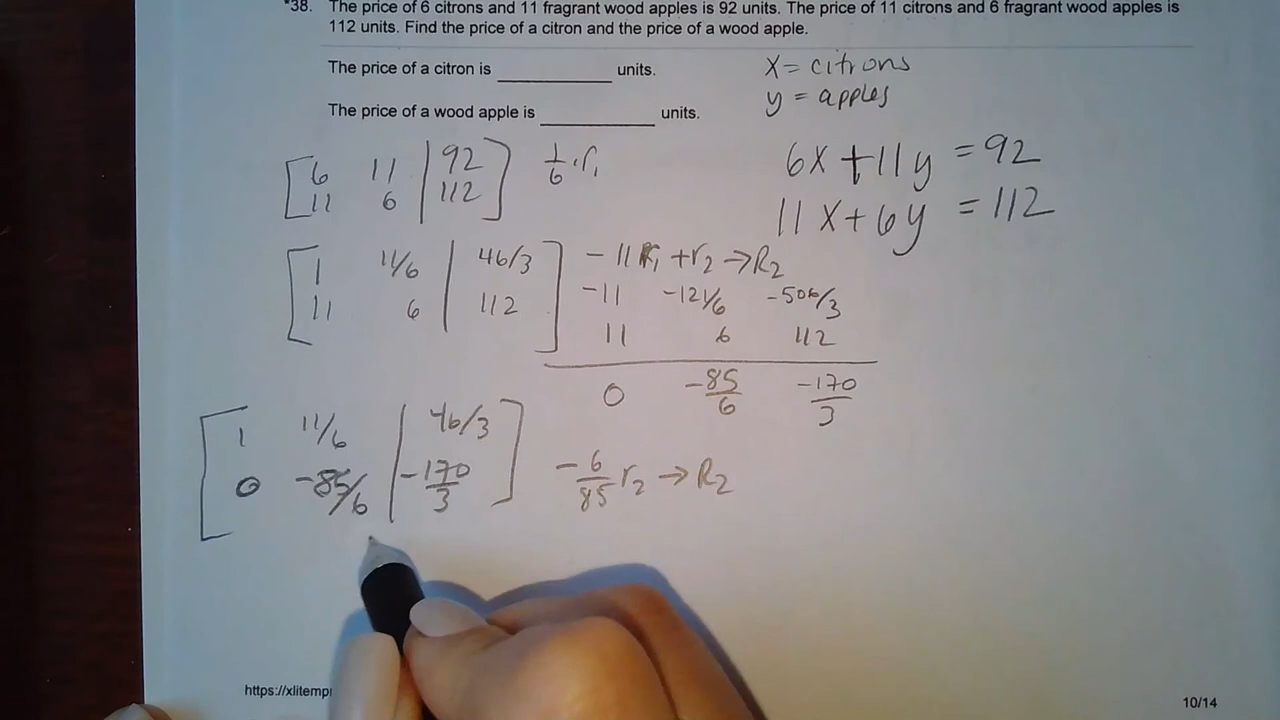 *38. The price of 6 citrons and 11 fragrant wood apples is 92 units. The price of 11 citrons and 6 fragrant wood apples is
112 units. Find the price of a citron and the price of a wood apple.
The price of a citron is ________ units.
x = citrons
The price of a wood apple is ________ units.
y = apples
6 11 | 92 1/6 · r₁
11 6 | 112
6x + 11y = 92
11x + 6y = 112
1 11/6 | 46/3 -11R₁ + r₂ → R₂
11 6 | 112 -11 -121/6 -506/3
11 6 112
0 -85/6 -170/3
1 11/6 | 46/3
0 -85/6 | -170/3 -6/85 r₂ → R₂
https://xlitemp
10/14